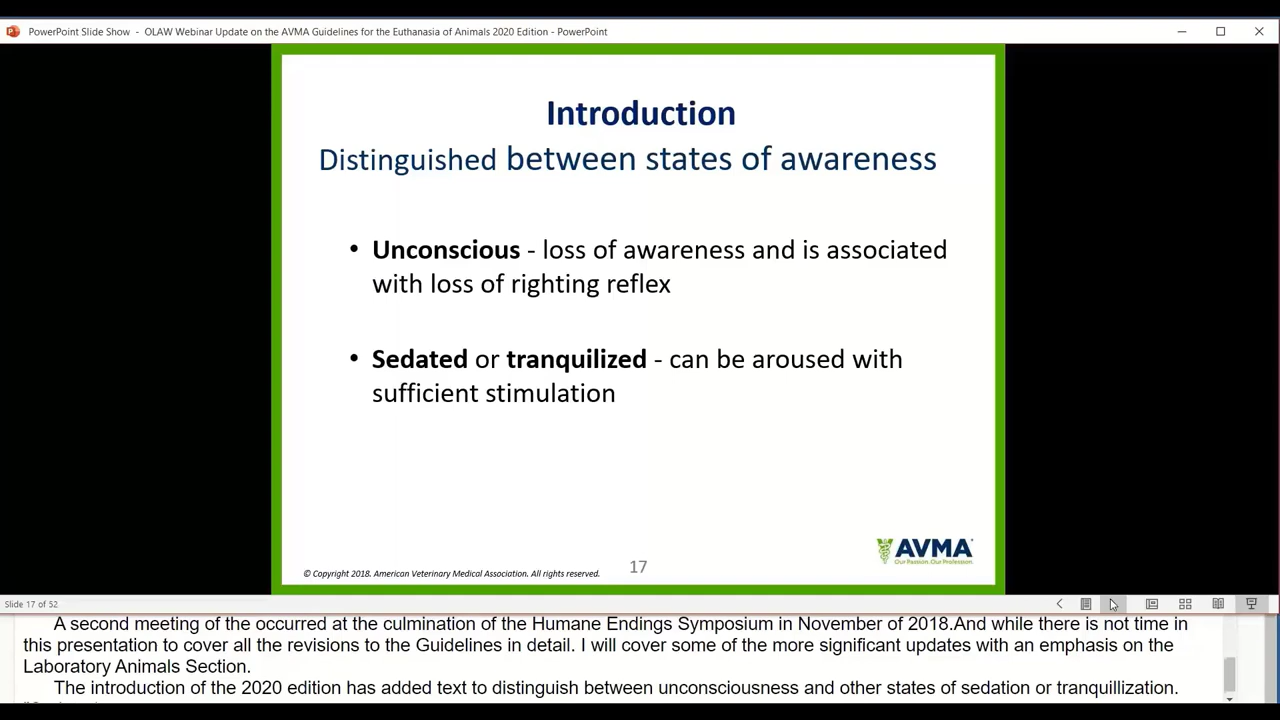 PowerPoint Slide Show - OLAW Webinar Update on the AVMA Guidelines for the Euthanasia of Animals 2020 Edition - PowerPoint
Introduction
Distinguished between states of awareness
• Unconscious - loss of awareness and is associated
with loss of righting reflex
• Sedated or tranquilized - can be aroused with
sufficient stimulation
AVMA
Our Passion. Our Profession.
© Copyright 2018. American Veterinary Medical Association. All rights reserved.
17
Slide 17 of 52
A second meeting of the occurred at the culmination of the Humane Endings Symposium in November of 2018.And while there is not time in
this presentation to cover all the revisions to the Guidelines in detail. I will cover some of the more significant updates with an emphasis on the
Laboratory Animals Section.
The introduction of the 2020 edition has added text to distinguish between unconsciousness and other states of sedation or tranquillization.